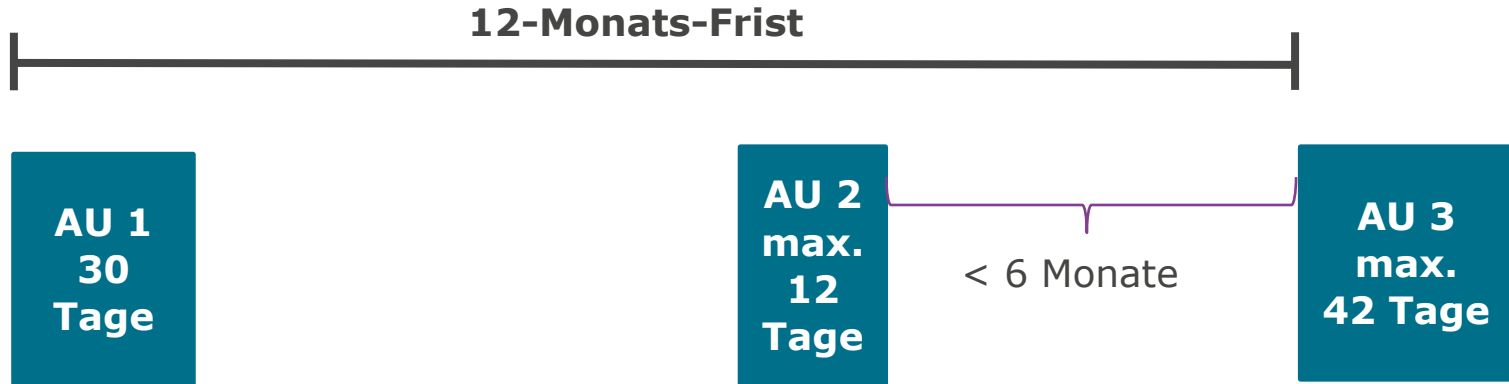 12-Monats-Frist
AU 1
30
Tage
AU 2
max.
12
Tage
< 6 Monate
AU 3
max.
42 Tage